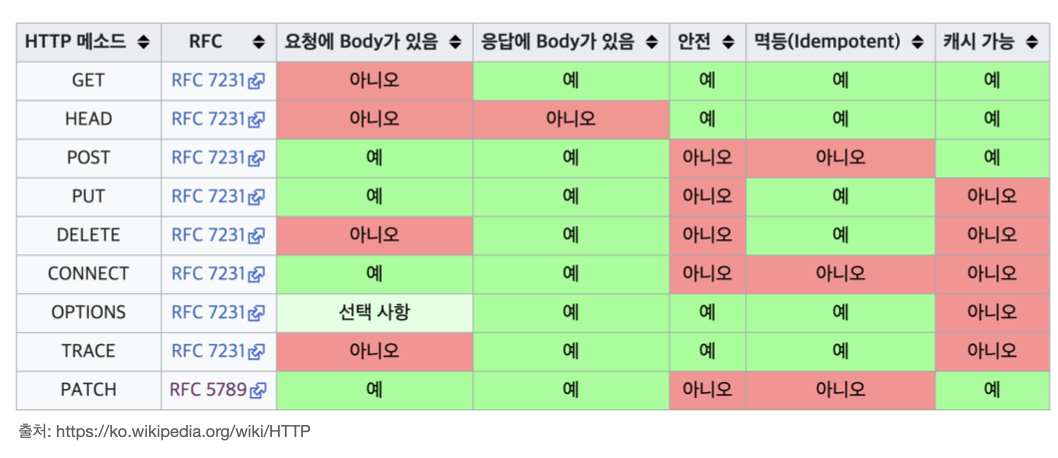 HTTP 메소드 RFC 요청에 Body가 있음 응답에 Body가 있음 안전 멱등(Idempotent) 캐시 가능
GET RFC 7231 아니오 예 예 예 예
HEAD RFC 7231 아니오 아니오 예 예 예
POST RFC 7231 예 예 아니오 아니오 예
PUT RFC 7231 예 예 아니오 예 아니오
DELETE RFC 7231 아니오 예 아니오 예 아니오
CONNECT RFC 7231 예 예 아니오 아니오 아니오
OPTIONS RFC 7231 선택 사항 예 예 예 아니오
TRACE RFC 7231 아니오 예 예 예 아니오
PATCH RFC 5789 예 예 아니오 아니오 예
출처: https://ko.wikipedia.org/wiki/HTTP